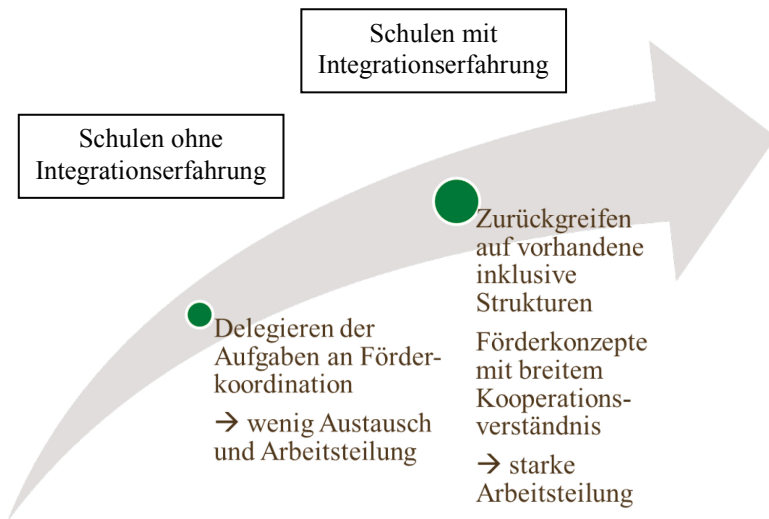 Schulen mit
Integrationserfahrung
Schulen ohne
Integrationserfahrung
Zurückgreifen
auf vorhandene
inklusive
Strukturen
Förderkonzepte
mit breitem
Kooperations-
verständnis
→ starke
Arbeitsteilung
Delegieren der
Aufgaben an Förder-
koordination
→ wenig Austausch
und Arbeitsteilung